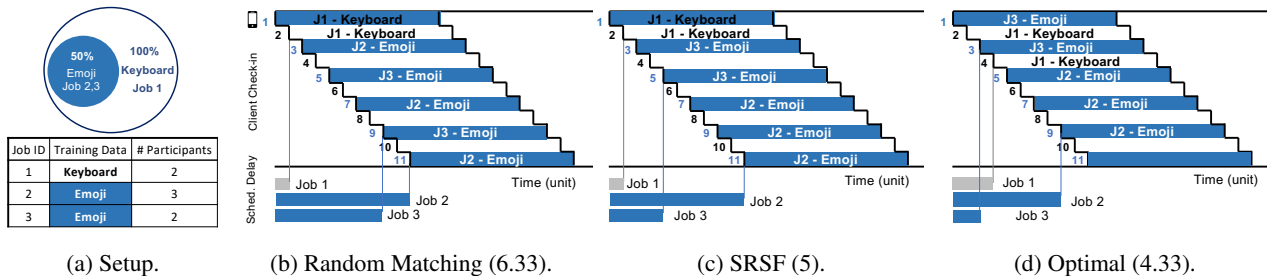 50%
Emoji
Job 2,3
100%
Keyboard
Job 1
Job ID Training Data # Participants
1 Keyboard 2
2 Emoji 3
3 Emoji 2
(a) Setup.
Client Check-in
Sched. Delay
1 J1 - Keyboard
2 J1 - Keyboard
3 J2 - Emoji
4
5 J3 - Emoji
6
7 J2 - Emoji
8
9 J3 - Emoji
10
11 J2 - Emoji
Time (unit)
Job 1
Job 2
Job 3
(b) Random Matching (6.33).
1 J1 - Keyboard
2 J1 - Keyboard
3 J3 - Emoji
4
5 J3 - Emoji
6
7 J2 - Emoji
8
9 J2 - Emoji
10
11 J2 - Emoji
Time (unit)
Job 1
Job 2
Job 3
(c) SRSF (5).
1 J3 - Emoji
2 J1 - Keyboard
3 J3 - Emoji
4 J1 - Keyboard
5 J2 - Emoji
6
7 J2 - Emoji
8
9 J2 - Emoji
10
11
Time (unit)
Job 1
Job 2
Job 3
(d) Optimal (4.33).